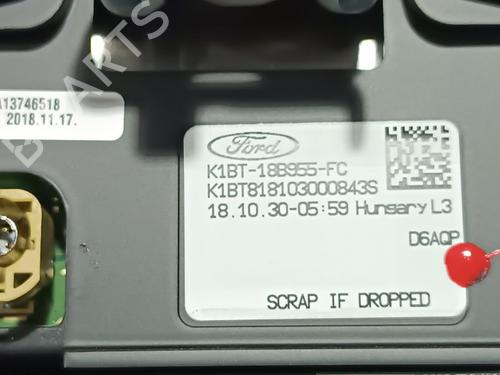 A13746518
2018.11.17.
Ford
K1BT-18B955-FC
K1BT818103000843S
18.10.30-05:59 Hungary L3
D6AQP
SCRAP IF DROPPED